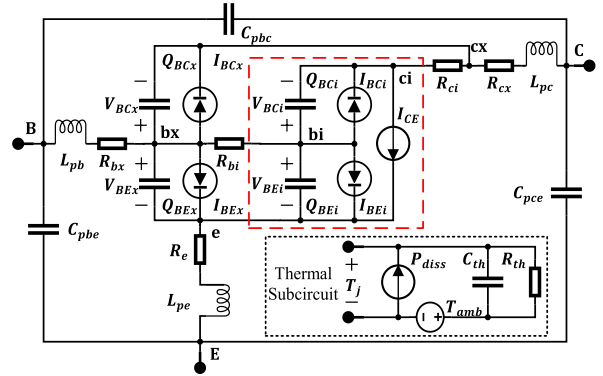 C_pbc
cx
C
Q_BCx I_BCx
ci
Q_BCi I_BCi
R_ci R_cx
L_pc
− −
V_BCx V_BCi I_CE
B + bx + bi
L_pb R_bx R_bi
+ +
V_BEx V_BEi
C_pce
− Q_BEx I_BEx − Q_BEi I_BEi
C_pbe
e
R_e
L_pe
Thermal
Subcircuit
+
T_j
−
P_diss C_th R_th
− + T_amb
E